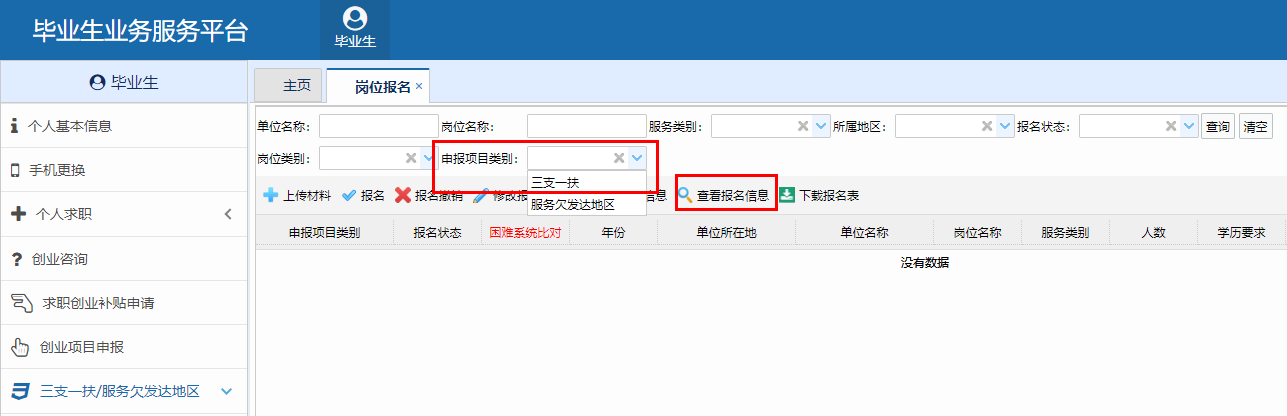 毕业生业务服务平台
毕业生
毕业生
个人基本信息
手机更换
个人求职
创业咨询
求职创业补贴申请
创业项目申报
三支一扶/服务欠发达地区
主页 岗位报名 ×
单位名称: 岗位名称: 服务类别: 所属地区: 报名状态: 查询 清空
岗位类别: 申报项目类别:
三支一扶
服务欠发达地区
上传材料 报名 报名撤销 修改报 信息 查看报名信息 下载报名表
申报项目类别 报名状态 困难系统比对 年份 单位所在地 单位名称 岗位名称 服务类别 人数 学历要求
没有数据